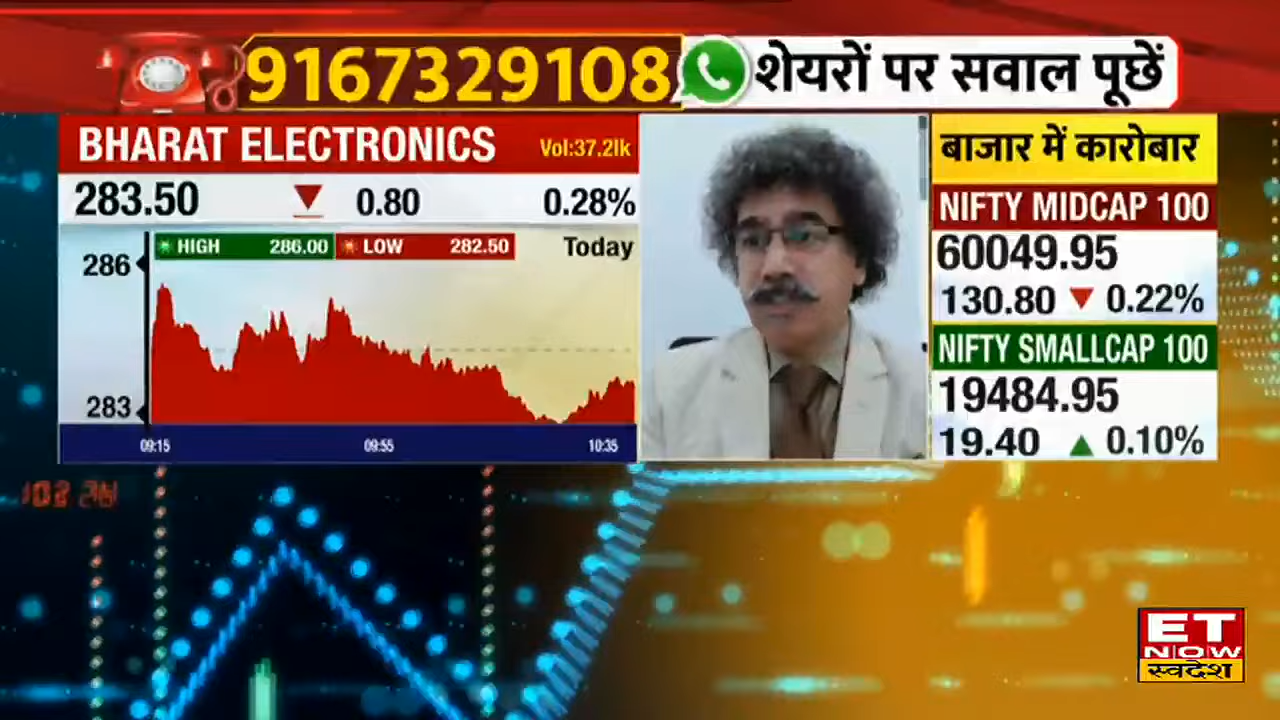 9167329108 शेयरों पर सवाल पूछें
BHARAT ELECTRONICS Vol:37.2lk
283.50 ▼ 0.80 0.28%
HIGH 286.00 LOW 282.50 Today
286
283
09:15 09:55 10:35
बाजार में कारोबार
NIFTY MIDCAP 100
60049.95
130.80 ▼ 0.22%
NIFTY SMALLCAP 100
19484.95
19.40 ▲ 0.10%
ET
NOW
स्वदेश